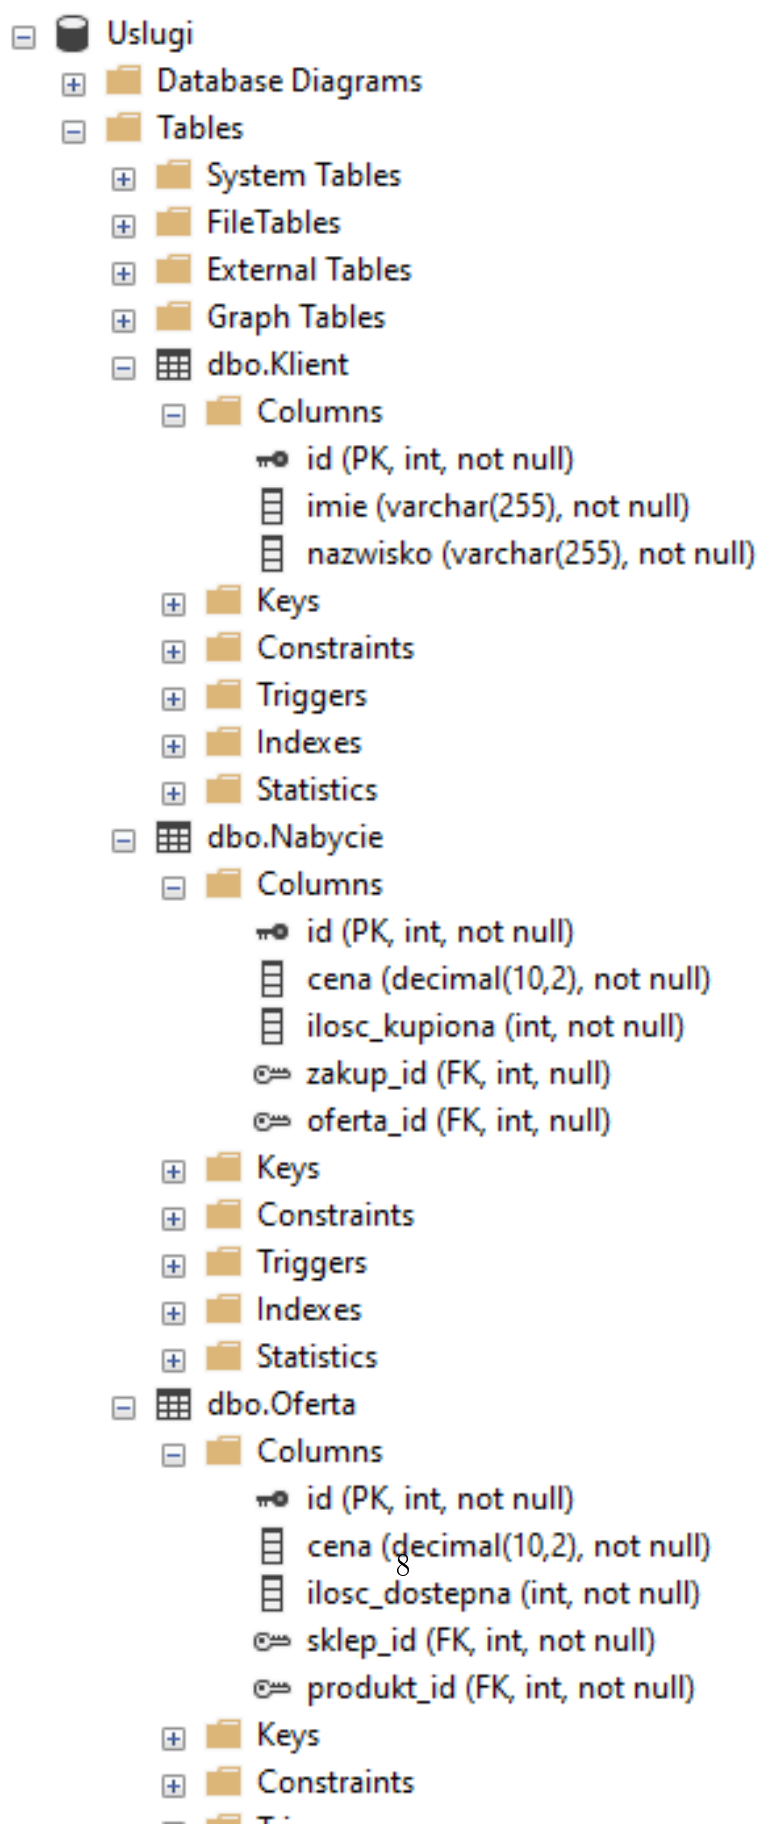 Uslugi
Database Diagrams
Tables
System Tables
FileTables
External Tables
Graph Tables
dbo.Klient
Columns
id (PK, int, not null)
imie (varchar(255), not null)
nazwisko (varchar(255), not null)
Keys
Constraints
Triggers
Indexes
Statistics
dbo.Nabycie
Columns
id (PK, int, not null)
cena (decimal(10,2), not null)
ilosc_kupiona (int, not null)
zakup_id (FK, int, null)
oferta_id (FK, int, null)
Keys
Constraints
Triggers
Indexes
Statistics
dbo.Oferta
Columns
id (PK, int, not null)
cena (decimal(10,2), not null)
8
ilosc_dostepna (int, not null)
sklep_id (FK, int, not null)
produkt_id (FK, int, not null)
Keys
Constraints